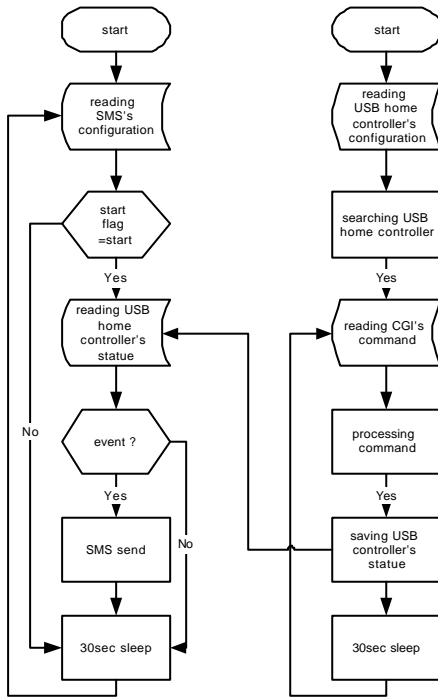 start
reading
SMS's
configuration
start
flag
=start
Yes
reading USB
home
controller's
statue
No
event ?
Yes
No
SMS send
30sec sleep
start
reading
USB home
controller's
configuration
searching USB
home controller
Yes
reading CGI's
command
processing
command
Yes
saving USB
controller's
statue
30sec sleep